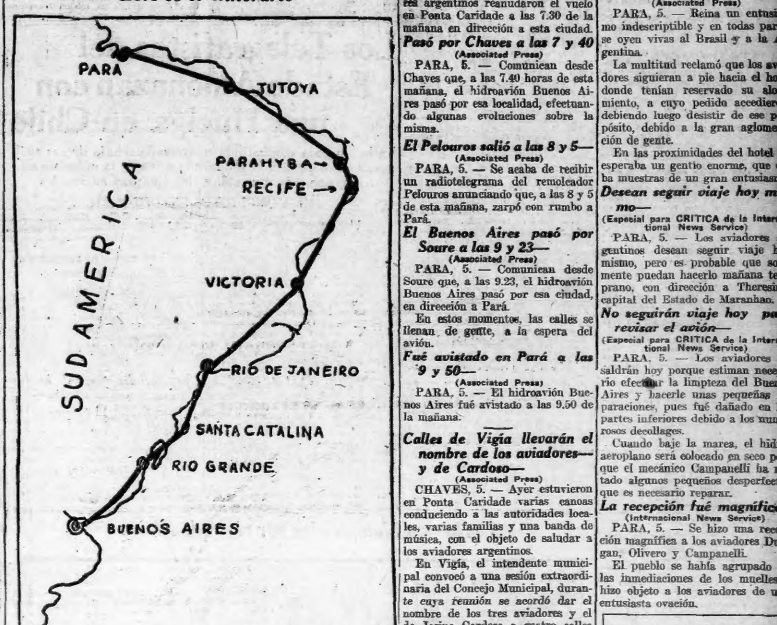 PARA
TUTOYA
PARAHYBA
RECIFE
SUDAMERICA
VICTORIA
RIO DE JANEIRO
SANTA CATALINA
RIO GRANDE
BUENOS AIRES
res argentinos reanudaron el vuelo
en Ponta Caridade a las 7.30 de la
mañana en dirección a esta ciudad.
Pasó por Chaves a las 7 y 40
(Associated Press)
PARA, 5. — Comunican desde
Chaves que, a las 7.40 horas de esta
mañana, el hidroavión Buenos Ai-
res pasó por esa localidad, efectuan-
do algunas evoluciones sobre la
misma.
El Pelouros salió a las 8 y 5—
(Associated Press)
PARA, 5. — Se acaba de recibir
un radiotelegrama del remolcador
Pelouros anunciando que, a las 8 y 5
de esta mañana, zarpó con rumbo a
Pará.
El Buenos Aires pasó por
Soure a las 9 y 23—
(Associated Press)
PARA, 5. — Comunican desde
Soure que, a las 9.23, el hidroavión
Buenos Aires pasó por esa ciudad,
en dirección a Pará.
En estos momentos, las calles se
llenan de gente, a la espera del
avión.
Fué avistado en Pará a las
9 y 50—
(Associated Press)
PARA, 5. — El hidroavión Bue-
nos Aires fué avistado a las 9.50 de
la mañana.
Calles de Vigía llevarán el
nombre de los aviadores—
y de Cardoso—
(Associated Press)
CHAVES, 5. — Ayer estuvieron
en Ponta Caridade varias canoas
conduciendo a las autoridades loca-
les, varias familias y una banda de
música, con el objeto de saludar a
los aviadores argentinos.
En Vigía, el intendente munici-
pal convocó a una sesión extraordi-
naria del Concejo Municipal, duran-
te cuya reunión se acordó dar el
nombre de los tres aviadores y el
(Associated Press)
PARA, 5. — Reina un entusi
mo indescriptible y en todas par
se oyen vivas al Brasil y a la A
gentina.
La multitud reclamó que los av
dores siguieran a pie hacia el ho
donde tenían reservado su alo
miento, a cuyo pedido accedier
debiendo luego desistir de ese p
pósito, debido a la gran aglome
ción de gente.
En las proximidades del hotel
esperaba un gentío enorme, que
ba muestras de un gran entusiasm
Desean seguir viaje hoy m
mo—
(Especial para CRITICA de la Intern
tional News Service)
PARA, 5. — Los aviadores
gentinos desean seguir viaje h
mismo, pero es probable que so
mente puedan hacerlo mañana te
prano, con dirección a Theresin
capital del Estado de Maranhao.
No seguirán viaje hoy pa
revisar el avión—
(Especial para CRITICA de la Intern
tional News Service)
PARA, 5. — Los aviadores
saldrán hoy porque estiman nece
rio efectuar la limpteza del Buen
Aires y hacerle unas pequeñas
paraciones, pues fué dañado en
partes inferiores debido a los num
rosos decollages.
Cuando baje la marea, el hid
aeroplano será colocado en seco p
que el mecánico Campanelli ha n
tado algunos pequeños desperfec
que es necesario reparar.
La recepción fué magnífica
(Internacional News Service)
PARA, 5. — Se hizo una rece
ción magnífica a los aviadores Du
gan, Olivero y Campanelli.
El pueblo se había agrupado
las inmediaciones de los muelles
hizo objeto a los aviadores de u
entusiasta ovación.